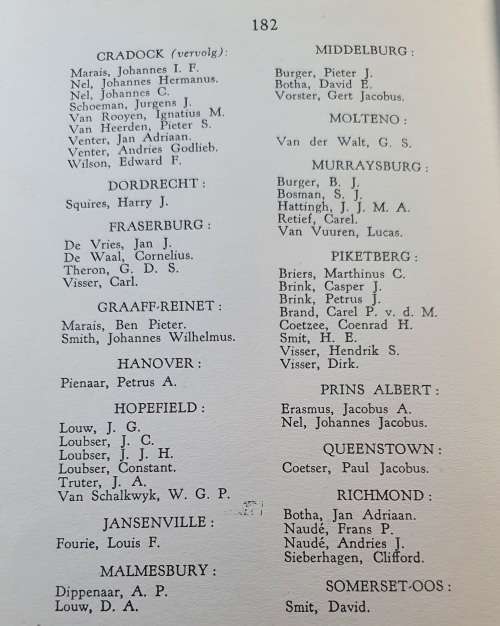 182
CRADOCK (vervolg):
Marais, Johannes I. F.
Nel, Johannes Hermanus.
Nel, Johannes C.
Schoeman, Jurgens J.
Van Rooyen, Ignatius M.
Van Heerden, Pieter S.
Venter, Jan Adriaan.
Venter, Andries Godlieb.
Wilson, Edward F.
DORDRECHT:
Squires, Harry J.
FRASERBURG:
De Vries, Jan J.
De Waal, Cornelius.
Theron, G. D. S.
Visser, Carl.
GRAAFF-REINET:
Marais, Ben Pieter.
Smith, Johannes Wilhelmus.
HANOVER:
Pienaar, Petrus A.
HOPEFIELD:
Louw, J. G.
Loubser, J. C.
Loubser, J. J. H.
Loubser, Constant.
Truter, J. A.
Van Schalkwyk, W. G. P.
JANSENVILLE:
Fourie, Louis F.
MALMESBURY:
Dippenaar, A. P.
Louw, D. A.
MIDDELBURG:
Burger, Pieter J.
Botha, David E.
Vorster, Gert Jacobus.
MOLTENO:
Van der Walt, G. S.
MURRAYSBURG:
Burger, B. J.
Bosman, S. J.
Hattingh, J. J. M. A.
Retief, Carel.
Van Vuuren, Lucas.
PIKETBERG:
Briers, Marthinus C.
Brink, Casper J.
Brink, Petrus J.
Brand, Carel P. v. d. M.
Coetzee, Coenrad H.
Smit, H. E.
Visser, Hendrik S.
Visser, Dirk.
PRINS ALBERT:
Erasmus, Jacobus A.
Nel, Johannes Jacobus.
QUEENSTOWN:
Coetser, Paul Jacobus.
RICHMOND:
Botha, Jan Adriaan.
Naudé, Frans P.
Naudé, Andries J.
Sieberhagen, Clifford.
SOMERSET-OOS:
Smit, David.